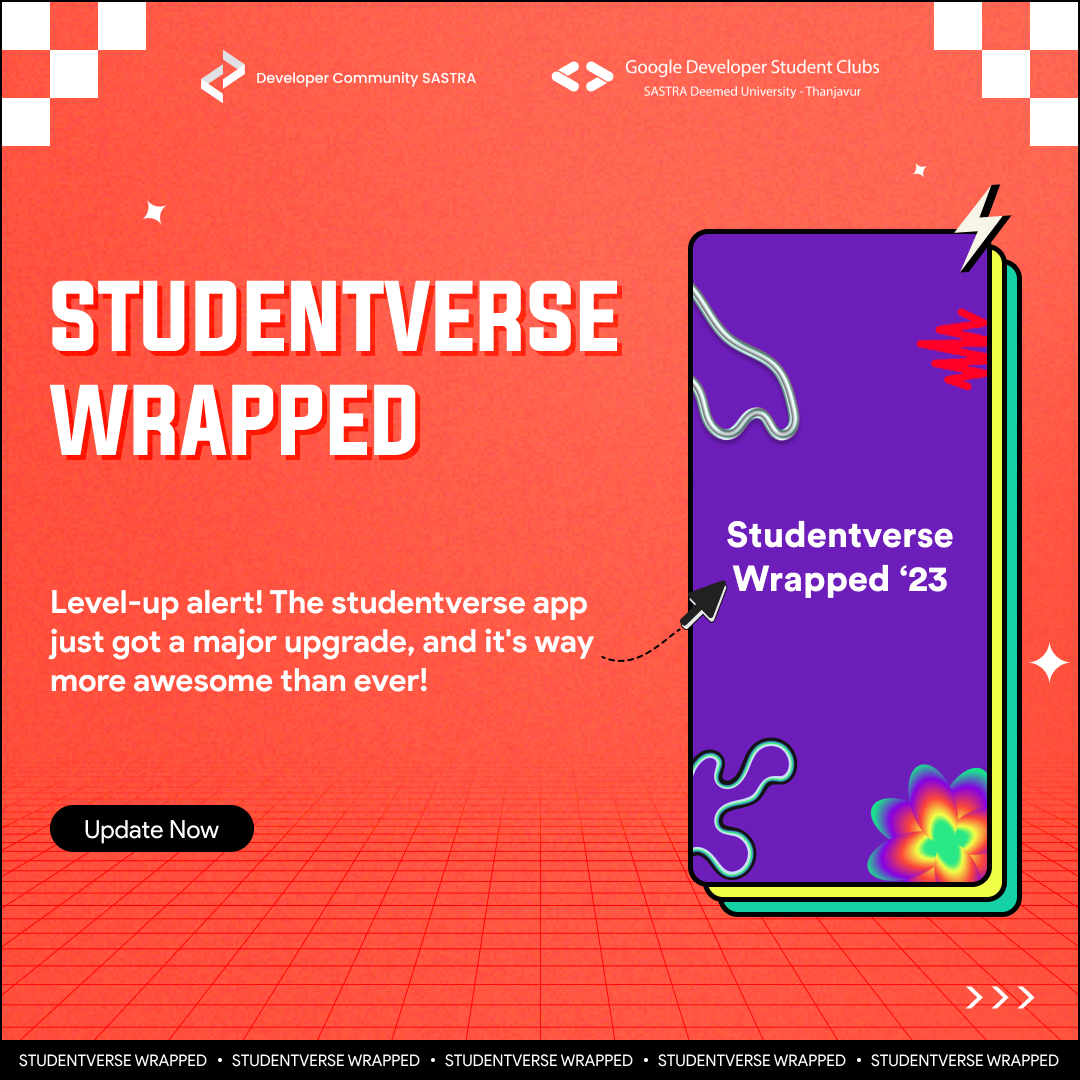 Developer Community SASTRA
Google Developer Student Clubs
SASTRA Deemed University - Thanjavur
STUDENTVERSE
WRAPPED
Studentverse
Wrapped ‘23
Level-up alert! The studentverse app
just got a major upgrade, and it's way
more awesome than ever!
Update Now
STUDENTVERSE WRAPPED • STUDENTVERSE WRAPPED • STUDENTVERSE WRAPPED • STUDENTVERSE WRAPPED • STUDENTVERSE WRAPPED